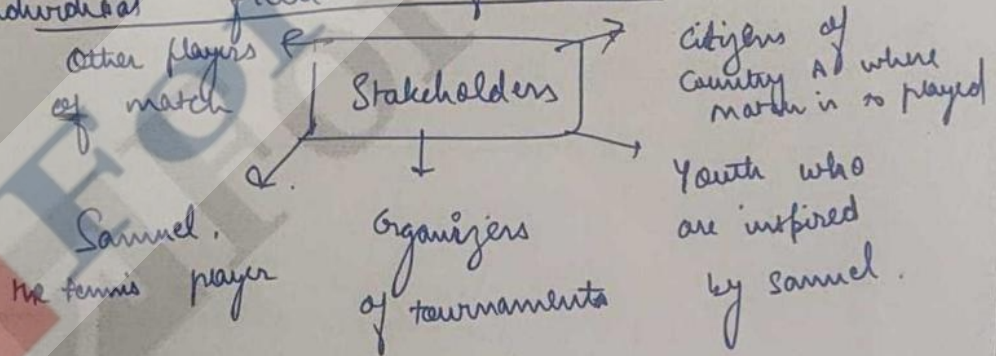 Other players
of match
Stakeholders
Citizens of
Country A where
match is to played
Samuel.
the tennis player
Organizers
of tournaments
Youth who
are inspired
by Samuel.